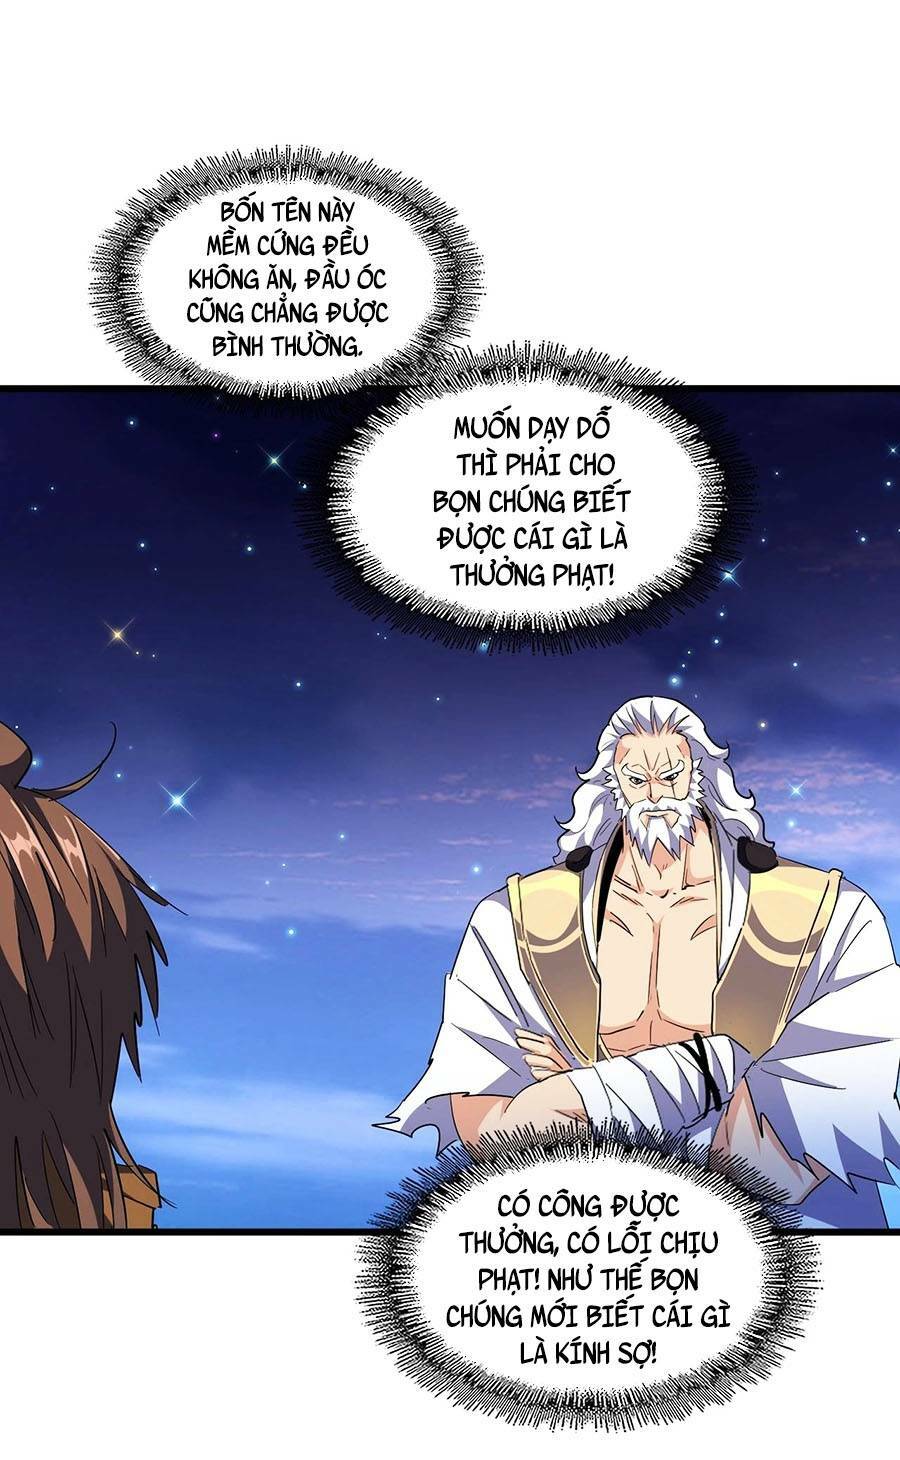 BỐN TÊN NÀY
MỀM CỨNG ĐỀU
KHÔNG ĂN, ĐẦU ÓC
CŨNG CHẲNG ĐƯỢC
BÌNH THƯỜNG.
MUỐN DẠY DỖ
THÌ PHẢI CHO
BỌN CHÚNG BIẾT
ĐƯỢC CÁI GÌ LÀ
THƯỞNG PHẠT!
CÓ CÔNG ĐƯỢC
THƯỞNG, CÓ LỖI CHỊU
PHẠT! NHƯ THẾ BỌN
CHÚNG MỚI BIẾT CÁI GÌ
LÀ KÍNH SỢ!